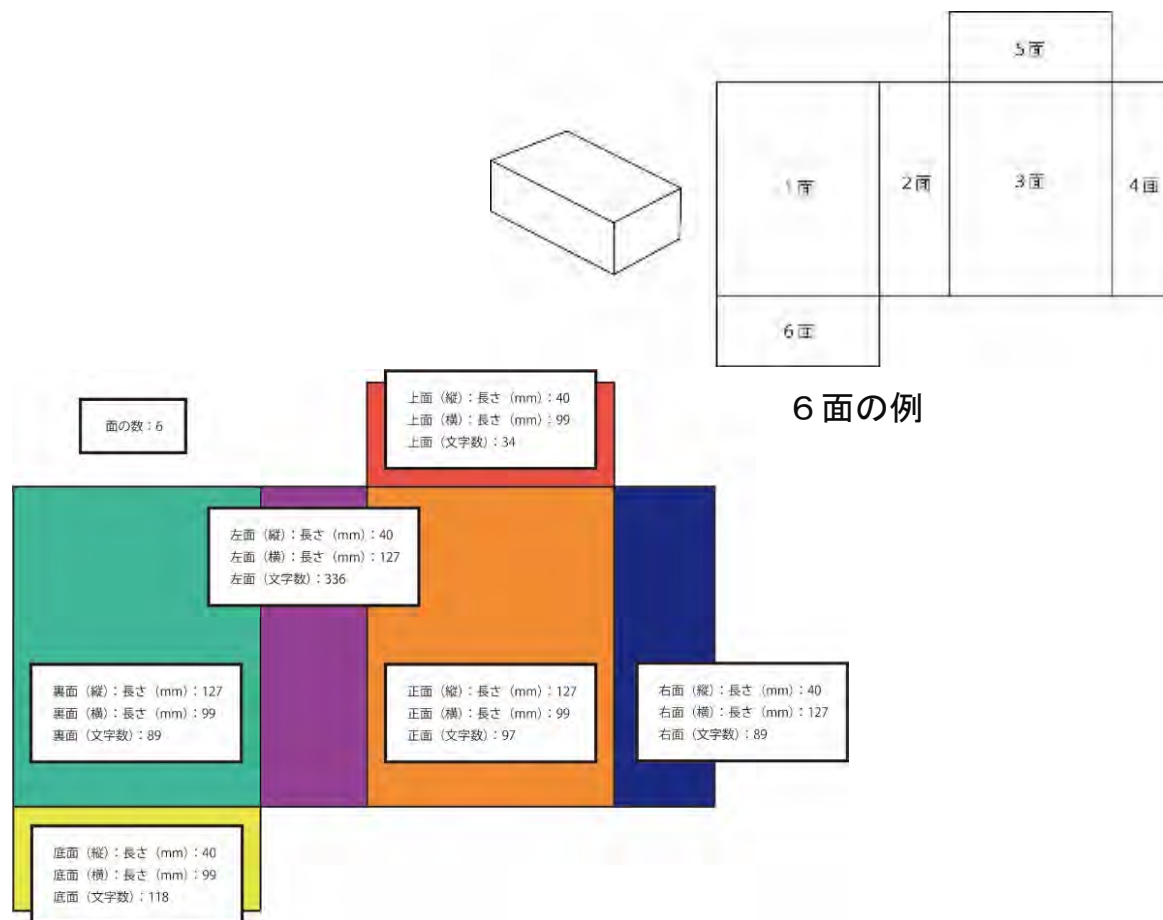 5面
1面
2面
3面
4面
6面
6面の例
面の数:6
上面(縦):長さ(mm):40
上面(横):長さ(mm):99
上面(文字数):34
左面(縦):長さ(mm):40
左面(横):長さ(mm):127
左面(文字数):336
裏面(縦):長さ(mm):127
裏面(横):長さ(mm):99
裏面(文字数):89
正面(縦):長さ(mm):127
正面(横):長さ(mm):99
正面(文字数):97
右面(縦):長さ(mm):40
右面(横):長さ(mm):127
右面(文字数):89
底面(縦):長さ(mm):40
底面(横):長さ(mm):99
底面(文字数):118